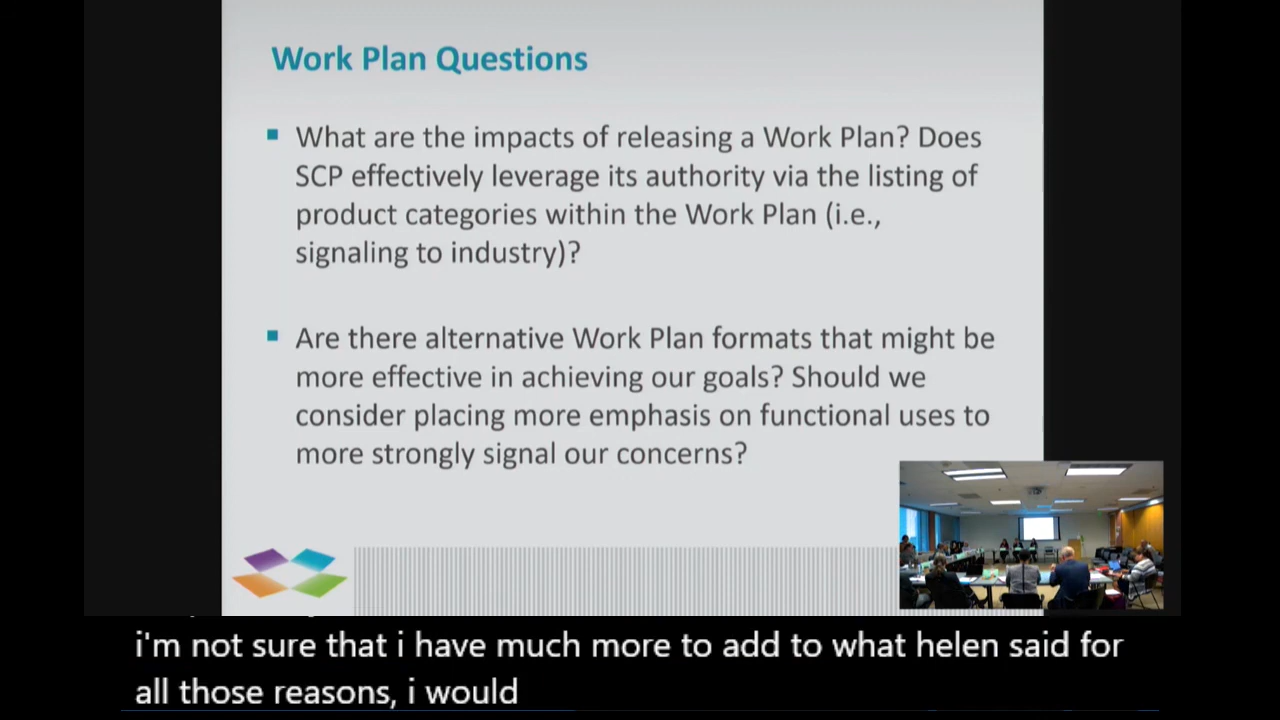 Work Plan Questions
What are the impacts of releasing a Work Plan? Does
SCP effectively leverage its authority via the listing of
product categories within the Work Plan (i.e.,
signaling to industry)?
Are there alternative Work Plan formats that might be
more effective in achieving our goals? Should we
consider placing more emphasis on functional uses to
more strongly signal our concerns?
i'm not sure that i have much more to add to what helen said for
all those reasons, i would